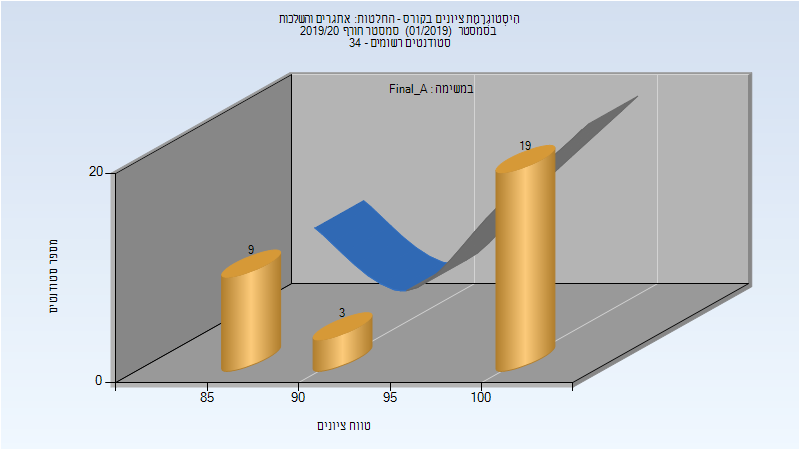 היסטוגרמת ציונים בקורס - החלטות: אתגרים והשלכות
בסמסטר (01/2019) סמסטר חורף 2019/20
סטודנטים רשומים - 34
במשימה : Final_A
20
19
9
3
0
מספר סטודנטים
85
90
95
100
טווח ציונים